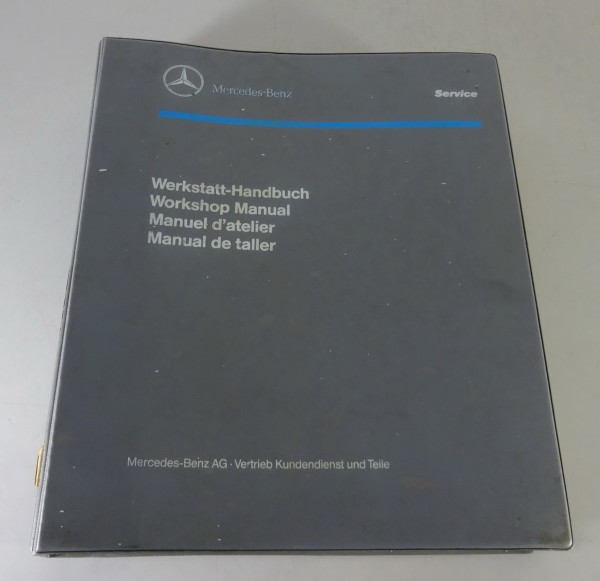 Mercedes-Benz Service
Werkstatt-Handbuch
Workshop Manual
Manuel d'atelier
Manual de taller
Mercedes-Benz AG · Vertrieb Kundendienst und Teile